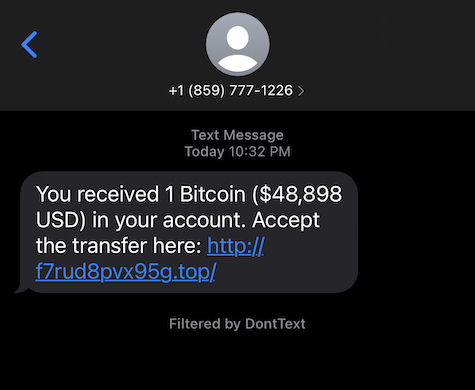 +1 (859) 777-1226 >
Text Message
Today 10:32 PM
You received 1 Bitcoin ($48,898
USD) in your account. Accept
the transfer here: http://
f7rud8pvx95g.top/
Filtered by DontText